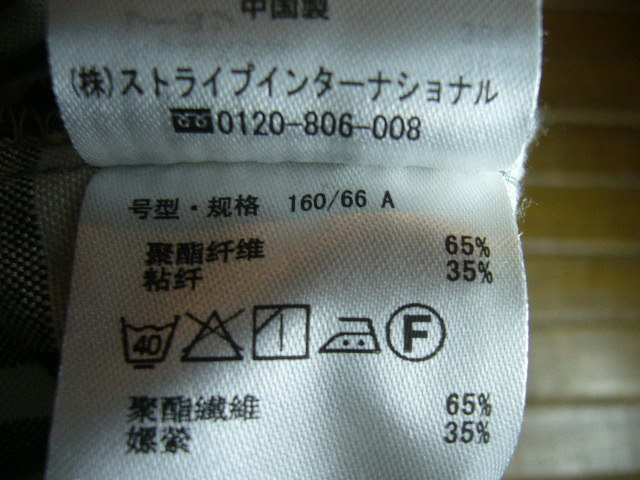 中国製
(株)ストライプインターナショナル
0120-806-008
号型・规格 160/66 A
聚酯纤维 65%
粘纤 35%
40 F
聚酯纖維 65%
嫘縈 35%